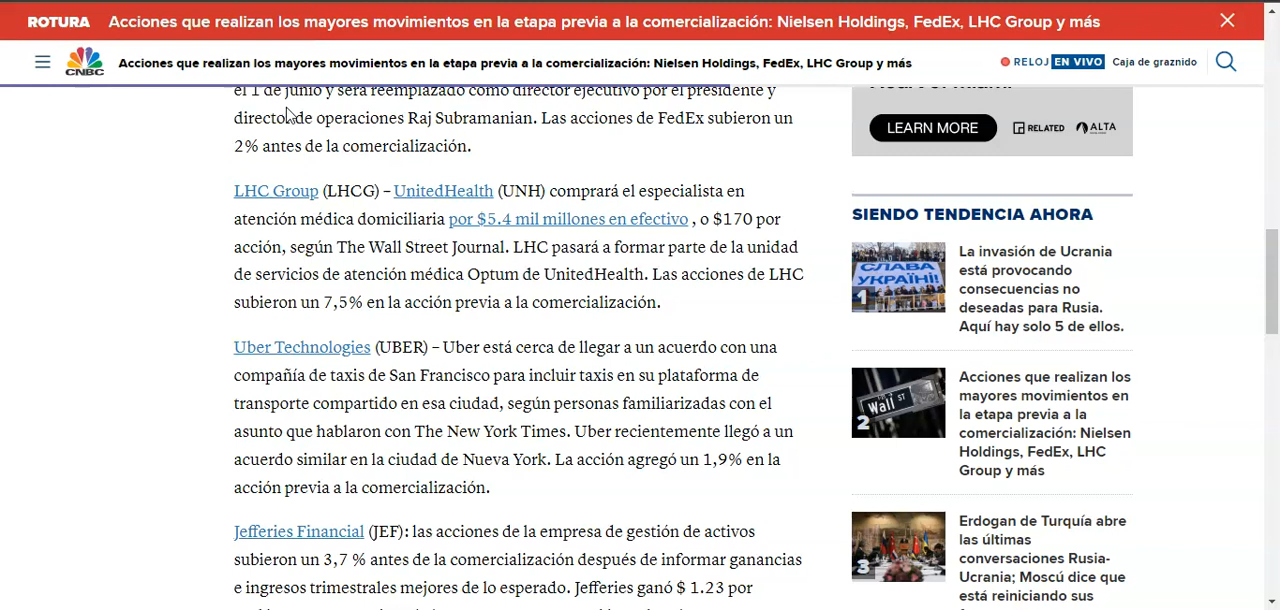 ROTURA Acciones que realizan los mayores movimientos en la etapa previa a la comercialización: Nielsen Holdings, FedEx, LHC Group y más
CNBC Acciones que realizan los mayores movimientos en la etapa previa a la comercialización: Nielsen Holdings, FedEx, LHC Group y más RELOJ EN VIVO Caja de graznido
el 1 de junio y será reemplazado como director ejecutivo por el presidente y
director de operaciones Raj Subramanian. Las acciones de FedEx subieron un
2% antes de la comercialización.
LHC Group (LHCG) – UnitedHealth (UNH) comprará el especialista en
atención médica domiciliaria por $5.4 mil millones en efectivo , o $170 por
acción, según The Wall Street Journal. LHC pasará a formar parte de la unidad
de servicios de atención médica Optum de UnitedHealth. Las acciones de LHC
subieron un 7,5% en la acción previa a la comercialización.
Uber Technologies (UBER) – Uber está cerca de llegar a un acuerdo con una
compañía de taxis de San Francisco para incluir taxis en su plataforma de
transporte compartido en esa ciudad, según personas familiarizadas con el
asunto que hablaron con The New York Times. Uber recientemente llegó a un
acuerdo similar en la ciudad de Nueva York. La acción agregó un 1,9% en la
acción previa a la comercialización.
Jefferies Financial (JEF): las acciones de la empresa de gestión de activos
subieron un 3,7 % antes de la comercialización después de informar ganancias
e ingresos trimestrales mejores de lo esperado. Jefferies ganó $ 1.23 por
LEARN MORE RELATED ALTA
SIENDO TENDENCIA AHORA
СЛАВА
УКРАЇНІ!
1
La invasión de Ucrania
está provocando
consecuencias no
deseadas para Rusia.
Aquí hay solo 5 de ellos.
Wall ST
2
Acciones que realizan los
mayores movimientos en
la etapa previa a la
comercialización: Nielsen
Holdings, FedEx, LHC
Group y más
3
Erdogan de Turquía abre
las últimas
conversaciones Rusia-
Ucrania; Moscú dice que
está reiniciando sus